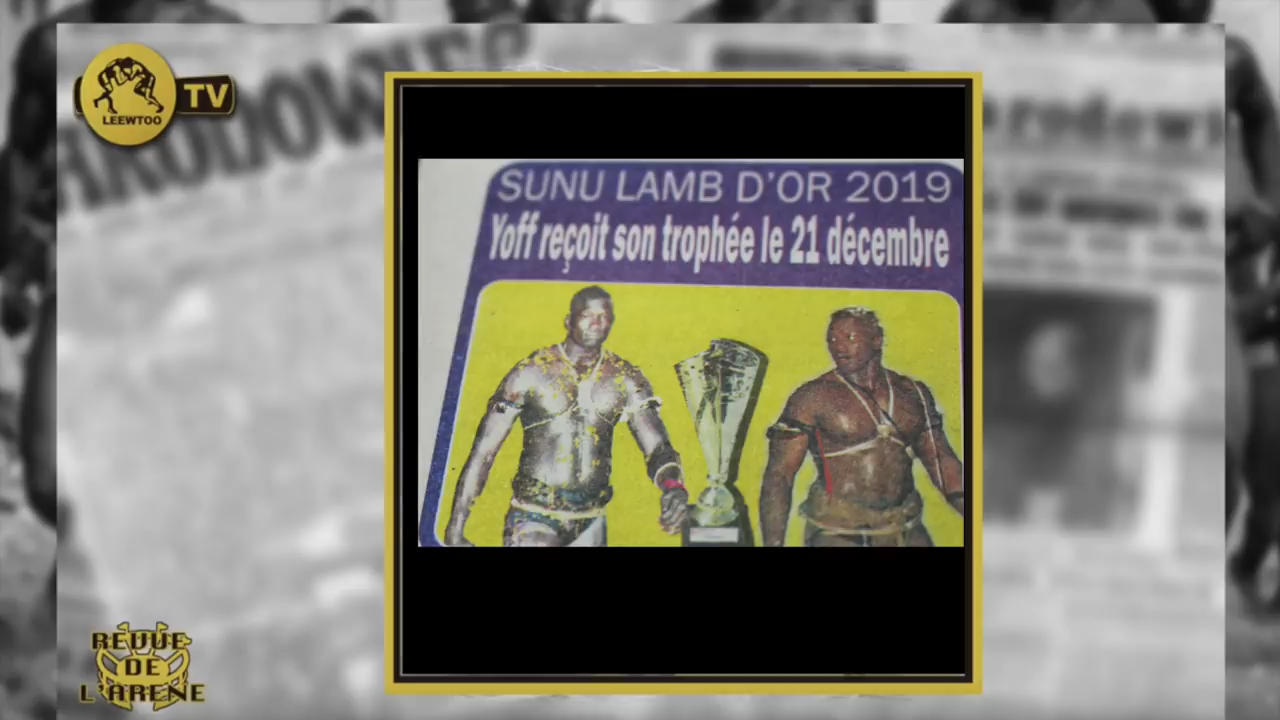 TV
LEEWTOO
SUNU LAMB D'OR 2019
Yoff reçoit son trophée le 21 décembre
REVUE
DE
L'ARENE